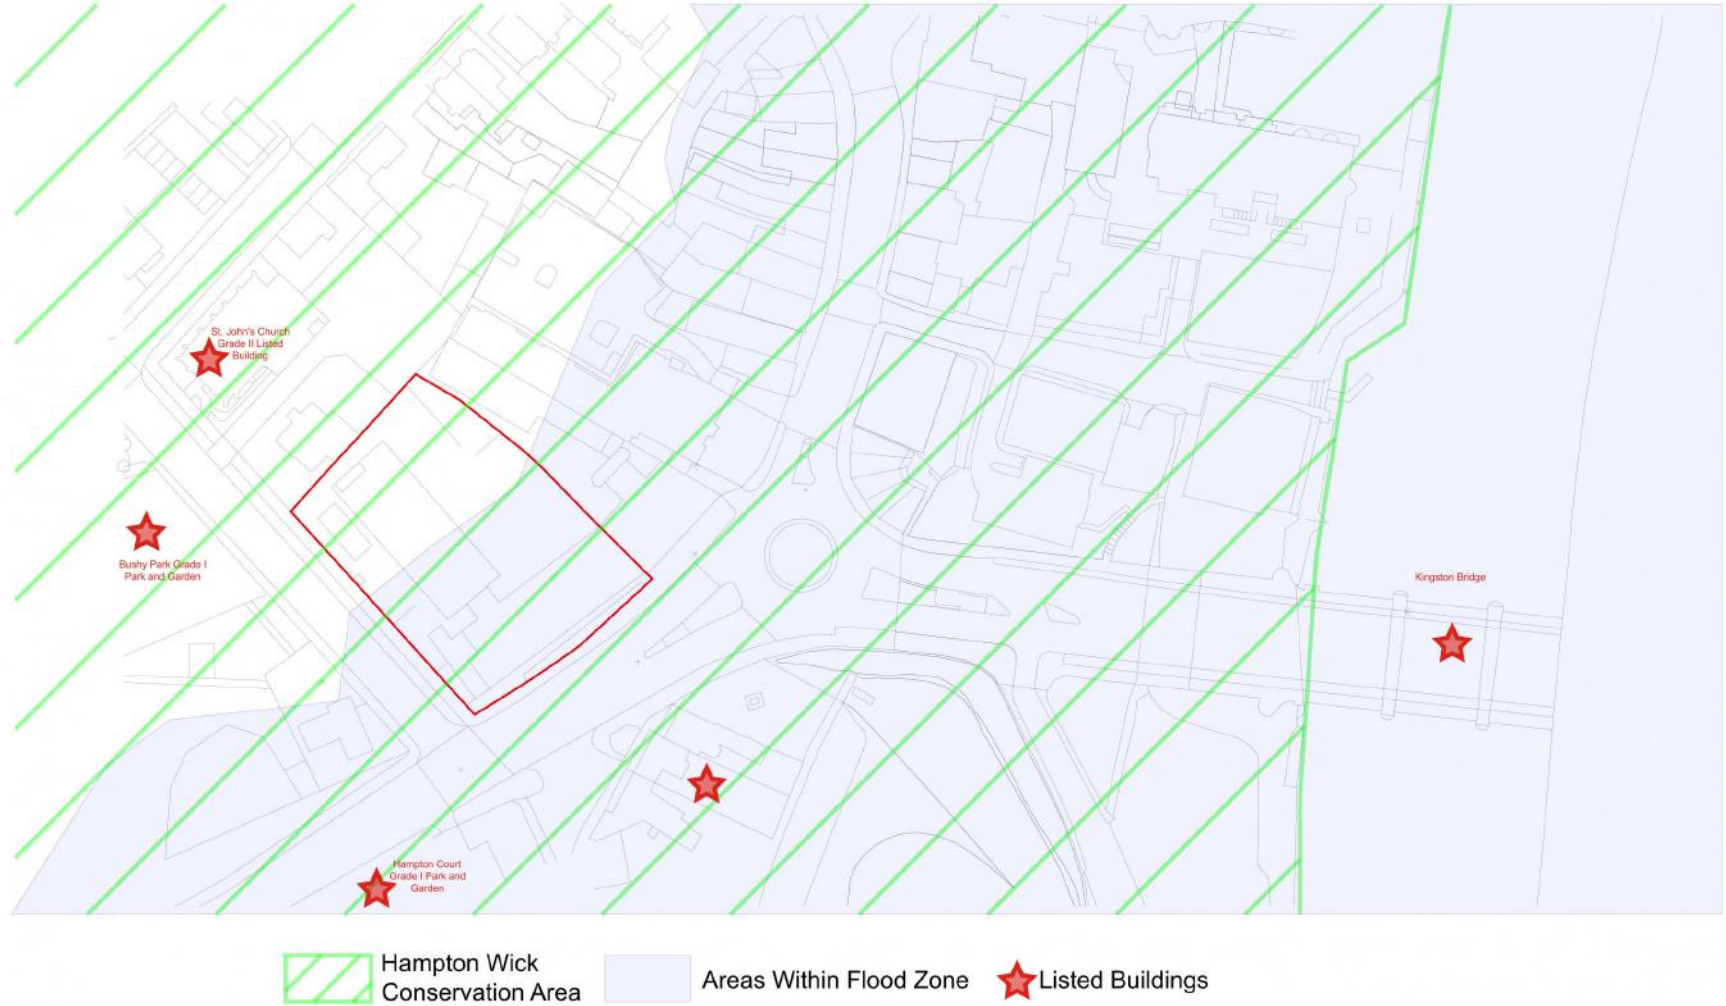 St. John's Church
Grade II Listed
Building
Bushy Park Grade I
Park and Garden
Kingston Bridge
Hampton Court
Grade I Park and
Garden
Hampton Wick
Conservation Area
Areas Within Flood Zone
Listed Buildings